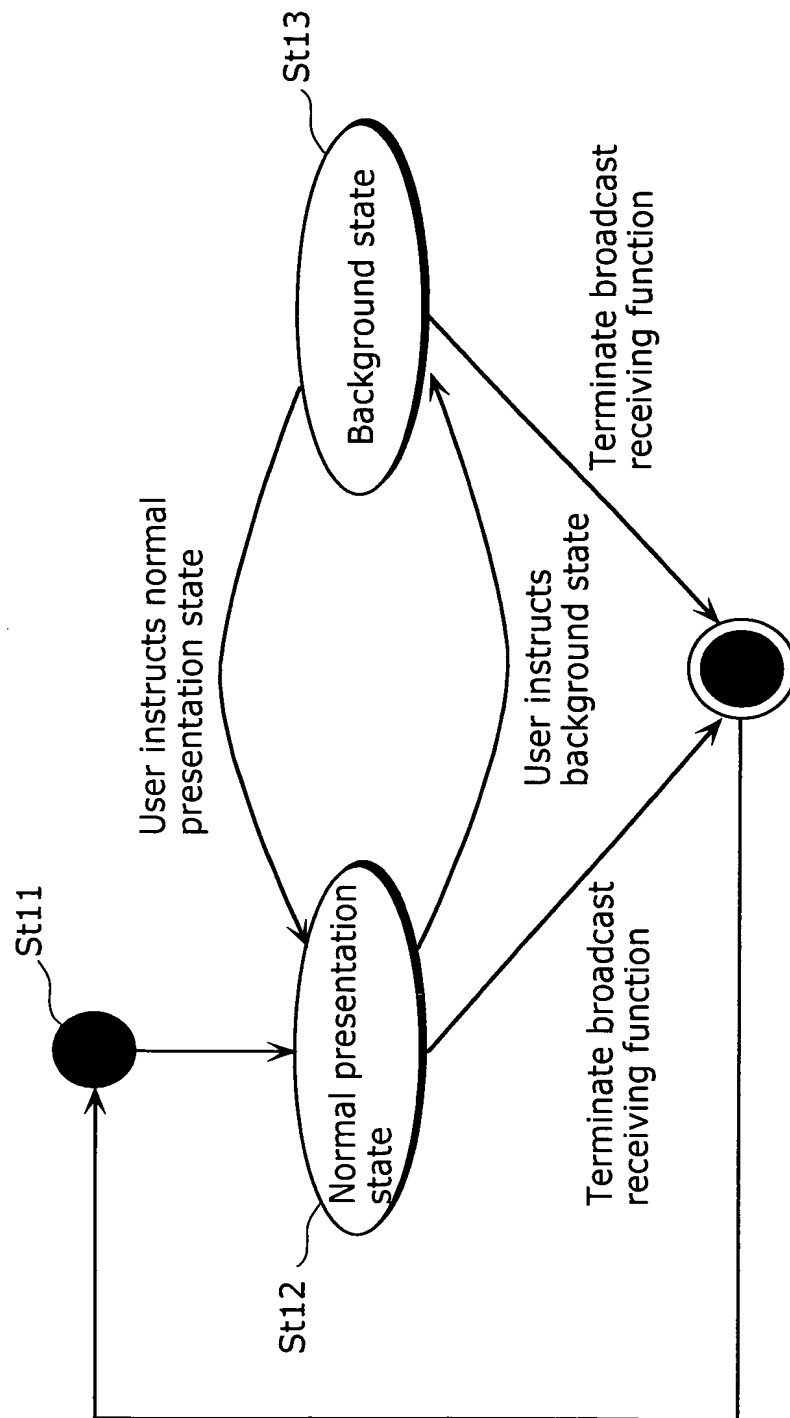 St11
User instructs normal
presentation state
St13
St12
Normal presentation
state
Background state
User instructs
background state
Terminate broadcast
receiving function
Terminate broadcast
receiving function